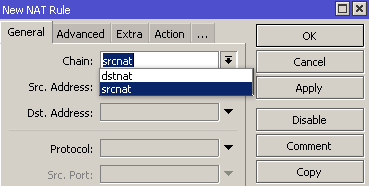 New NAT Rule
General Advanced Extra Action ...
OK
Chain: srcnat
Cancel
dstnat
srcnat
Src. Address:
Apply
Dst. Address:
Disable
Protocol:
Comment
Src. Port:
Copy